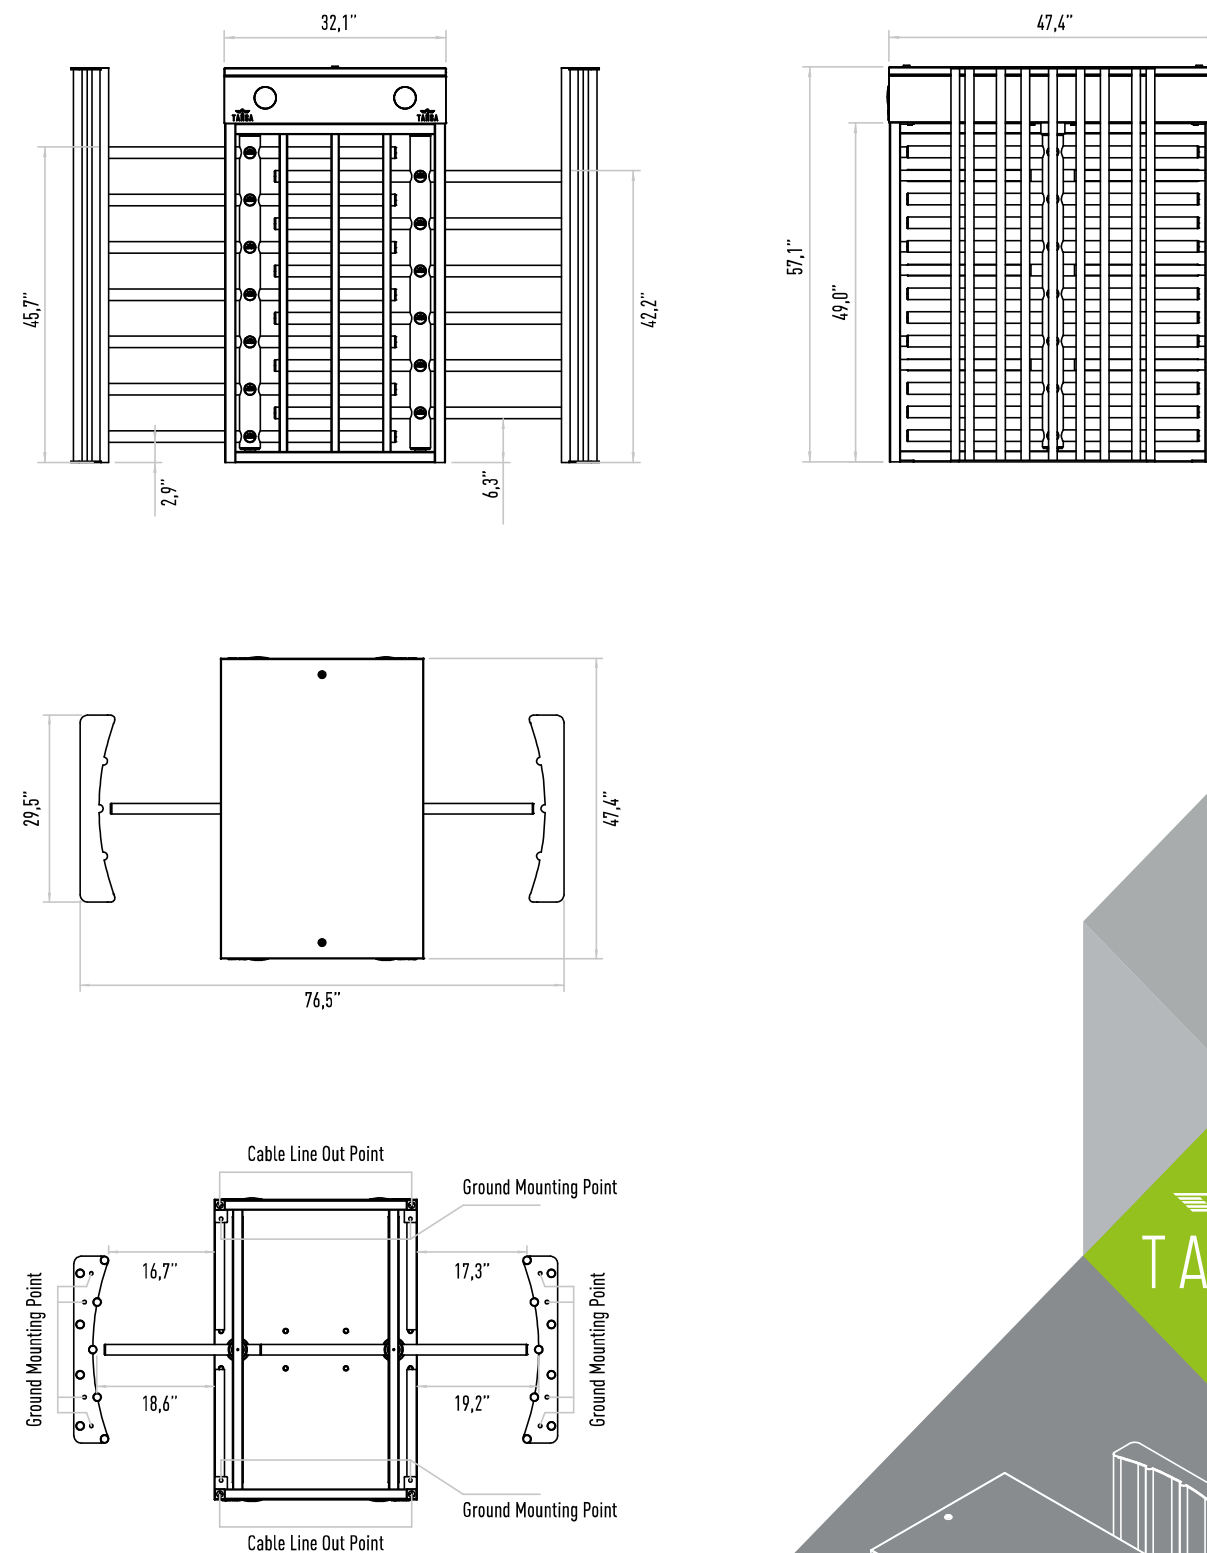 32,1”
47,4”
TANSA
TANSA
45,7”
42,2”
57,1”
49,0”
2,9”
6,3”
29,5”
47,4”
76,5”
Cable Line Out Point
Ground Mounting Point
16,7”
17,3”
Ground Mounting Point
Ground Mounting Point
18,6”
19,2”
Ground Mounting Point
Cable Line Out Point
TA